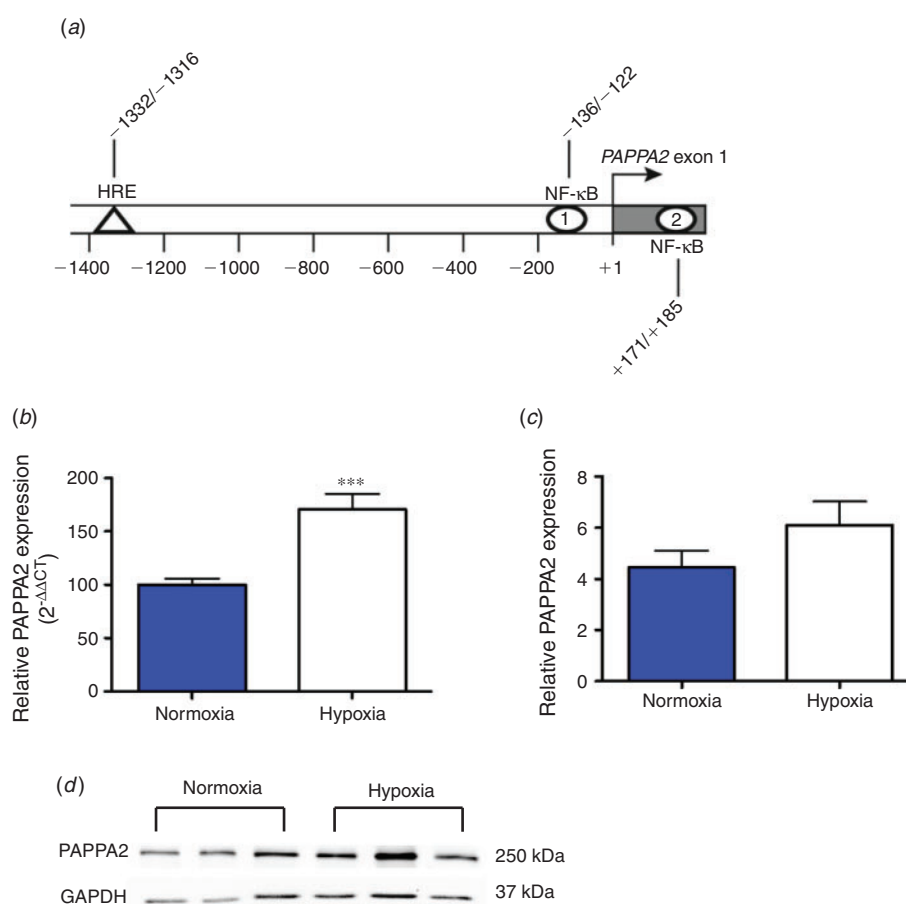 (a)
−1332/−1316
−136/−122
PAPPA2 exon 1
HRE
NF-κB
1
2
NF-κB
−1400 −1200 −1000 −800 −600 −400 −200 +1
+171/+185
(b)
Relative PAPPA2 expression
(2-ΔΔCT)
200
150
100
50
0
***
Normoxia Hypoxia
(c)
Relative PAPPA2 expression
8
6
4
2
0
Normoxia Hypoxia
(d)
Normoxia Hypoxia
PAPPA2 250 kDa
GAPDH 37 kDa